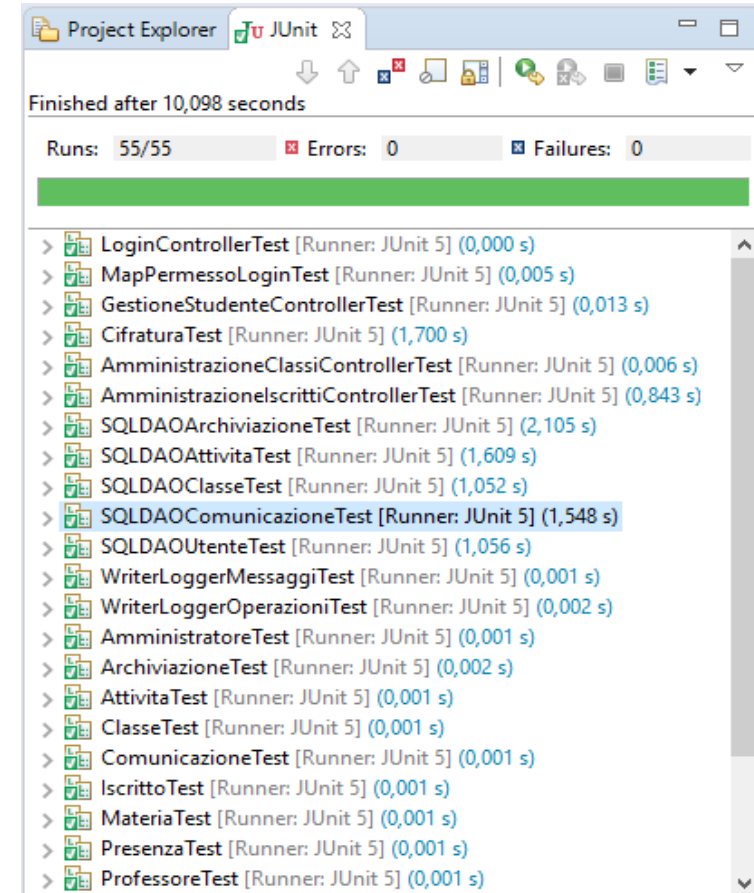 Project Explorer JUnit
Finished after 10,098 seconds
Runs: 55/55 Errors: 0 Failures: 0
LoginControllerTest [Runner: JUnit 5] (0,000 s)
MapPermessoLoginTest [Runner: JUnit 5] (0,005 s)
GestioneStudenteControllerTest [Runner: JUnit 5] (0,013 s)
CifraturaTest [Runner: JUnit 5] (1,700 s)
AmministrazioneClassiControllerTest [Runner: JUnit 5] (0,006 s)
AmministrazioneIscrittiControllerTest [Runner: JUnit 5] (0,843 s)
SQLDAOArchiviazioneTest [Runner: JUnit 5] (2,105 s)
SQLDAOAttivitaTest [Runner: JUnit 5] (1,609 s)
SQLDAOClasseTest [Runner: JUnit 5] (1,052 s)
SQLDAOComunicazioneTest [Runner: JUnit 5] (1,548 s)
SQLDAOUtenteTest [Runner: JUnit 5] (1,056 s)
WriterLoggerMessaggiTest [Runner: JUnit 5] (0,001 s)
WriterLoggerOperazioniTest [Runner: JUnit 5] (0,002 s)
AmministratoreTest [Runner: JUnit 5] (0,001 s)
ArchiviazioneTest [Runner: JUnit 5] (0,002 s)
AttivitaTest [Runner: JUnit 5] (0,001 s)
ClasseTest [Runner: JUnit 5] (0,001 s)
ComunicazioneTest [Runner: JUnit 5] (0,001 s)
IscrittoTest [Runner: JUnit 5] (0,001 s)
MateriaTest [Runner: JUnit 5] (0,001 s)
PresenzaTest [Runner: JUnit 5] (0,001 s)
ProfessoreTest [Runner: JUnit 5] (0,001 s)